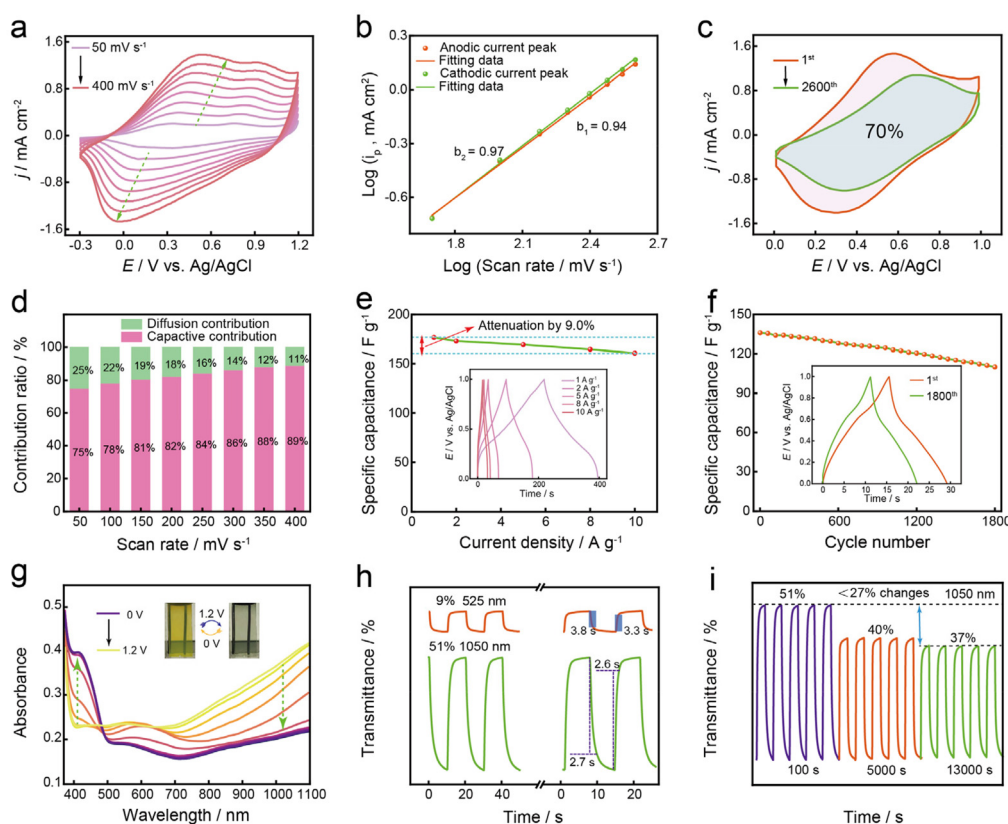 a
50 mV s⁻¹
400 mV s⁻¹
j / mA cm⁻²
1.6
0.8
0.0
-0.8
-1.6
-0.3 0.0 0.3 0.6 0.9 1.2
E / V vs. Ag/AgCl
b
Anodic current peak
Fitting data
Cathodic current peak
Fitting data
b₁ = 0.94
b₂ = 0.97
Log (iₚ , mA cm⁻²)
0.3
0.0
-0.3
-0.6
1.8 2.1 2.4 2.7
Log (Scan rate / mV s⁻¹)
c
1ˢᵗ
2600ᵗʰ
70%
j / mA cm⁻²
1.6
0.8
0.0
-0.8
-1.6
0.0 0.2 0.4 0.6 0.8 1.0
E / V vs. Ag/AgCl
d
Diffusion contribution
Capactive contribution
Contribution ratio / %
100
80
60
40
20
0
25% 22% 19% 18% 16% 14% 12% 11%
75% 78% 81% 82% 84% 86% 88% 89%
50 100 150 200 250 300 350 400
Scan rate / mV s⁻¹
e
Attenuation by 9.0%
Specific capacitance / F g⁻¹
200
150
100
50
0
1 A g⁻¹
2 A g⁻¹
5 A g⁻¹
8 A g⁻¹
10 A g⁻¹
E / V vs. Ag/AgCl
1.0
0.5
0.0
0 100 200 300 400
Time / s
0 2 4 6 8 10
Current density / A g⁻¹
f
Specific capacitance / F g⁻¹
150
120
90
60
30
0
1ˢᵗ
1800ᵗʰ
E / V vs. Ag/AgCl
1.0
0.8
0.6
0.4
0.2
0.0
0 5 10 15 20 25 30
Time / s
0 600 1200 1800
Cycle number
g
0 V
1.2 V
1.2 V
0 V
Absorbance
0.5
0.4
0.3
0.2
0.1
400 500 600 700 800 900 1000 1100
Wavelength / nm
h
9% 525 nm
3.8 s
3.3 s
51% 1050 nm
2.6 s
2.7 s
Transmittance / %
0 20 40 0 10 20
Time / s
i
51% <27% changes 1050 nm
40%
37%
100 s
5000 s
13000 s
Transmittance / %
Time / s